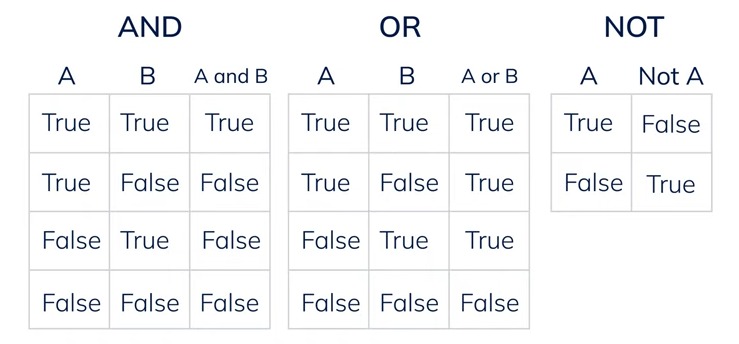 AND OR NOT
A B A and B A B A or B A Not A
True True True True True True True False
True False False True False True False True
False True False False True True
False False False False False False